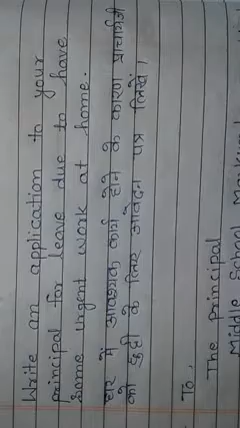 Write an application to your
principal for leave due to have
some urgent work at home.
घर में आवश्यक कार्य होने के कारण प्राचार्यजी
को छुट्टी के लिए आवेदन पत्र लिखें।
To,
The principal
Middle School